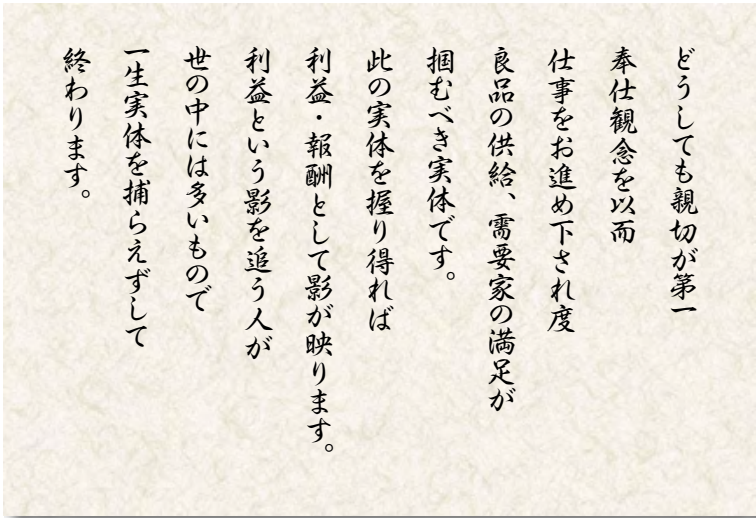 どうしても親切が第一
奉仕観念を以而
仕事をお進め下され度
良品の供給、需要家の満足が
掴むべき実体です。
此の実体を握り得れば
利益・報酬として影が映ります。
利益という影を追う人が
世の中には多いもので
一生実体を捕らえずして
終わります。